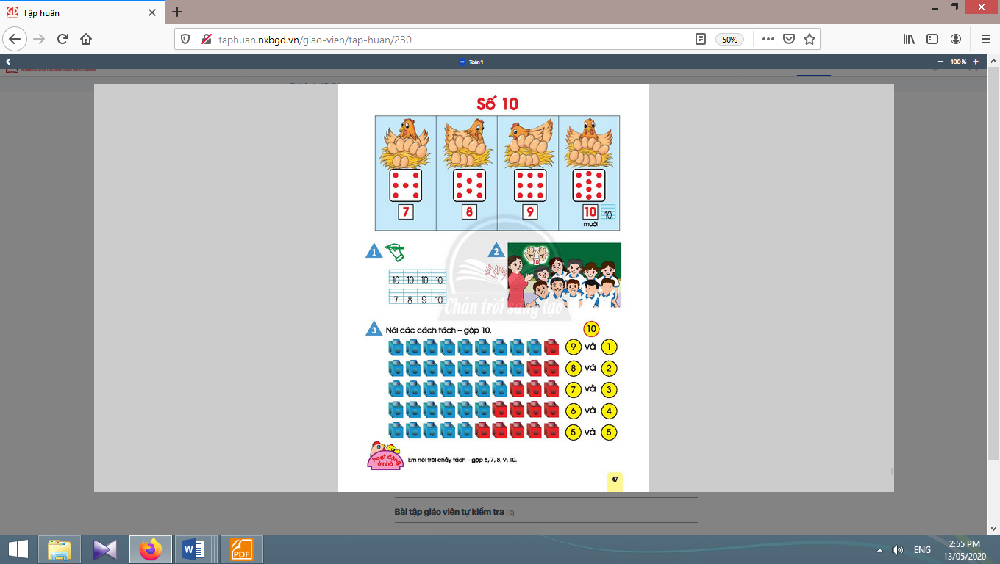 Tập huấn
taphuan.nxbgd.vn/giao-vien/tap-huan/230
50%
Toán 1
100 %
Số 10
7
8
9
10
10
mười
1
2
10
10 10 10 10
7 8 9 10
Chân trời sáng tạo
3 Nói các cách tách – gộp 10.
10
9 và 1
8 và 2
7 và 3
6 và 4
5 và 5
hoạt động
ở nhà
Em nói trôi chảy tách – gộp 6, 7, 8, 9, 10.
47
Bài tập giáo viên tự kiểm tra ( 0)
PDF
ENG
2:55 PM
13/05/2020